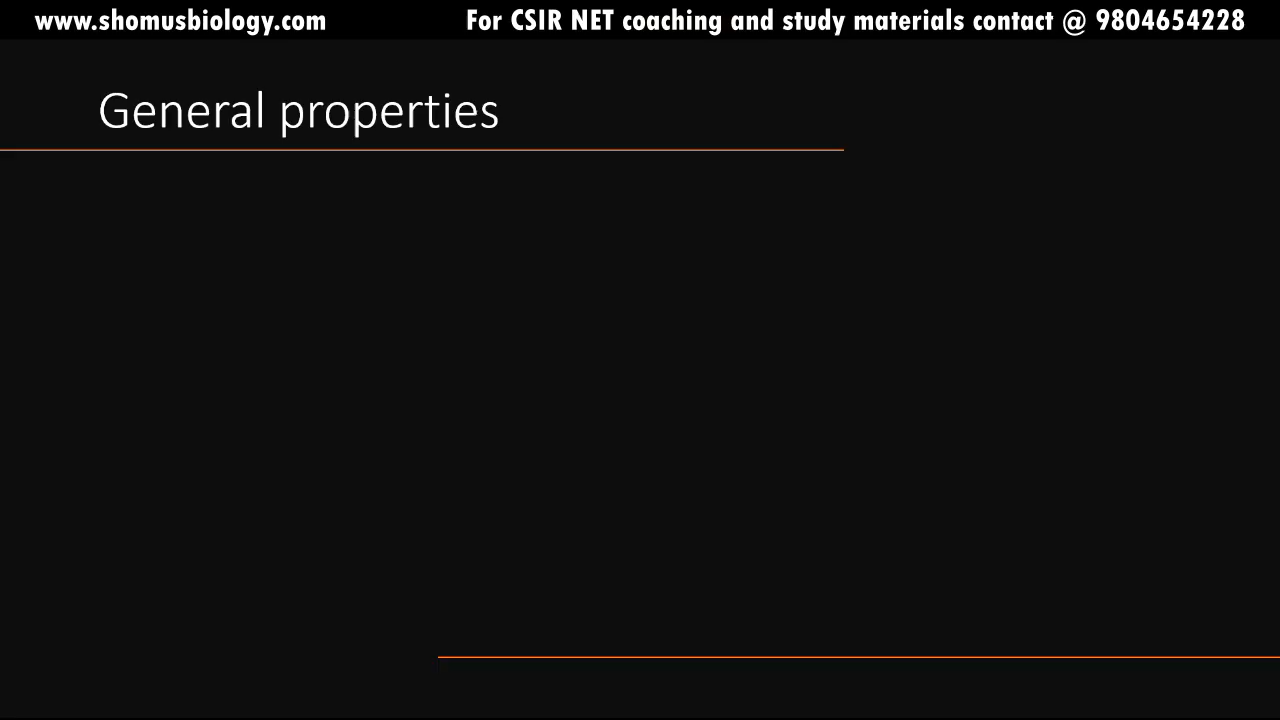 www.shomusbiology.com For CSIR NET coaching and study materials contact @ 9804654228
General properties